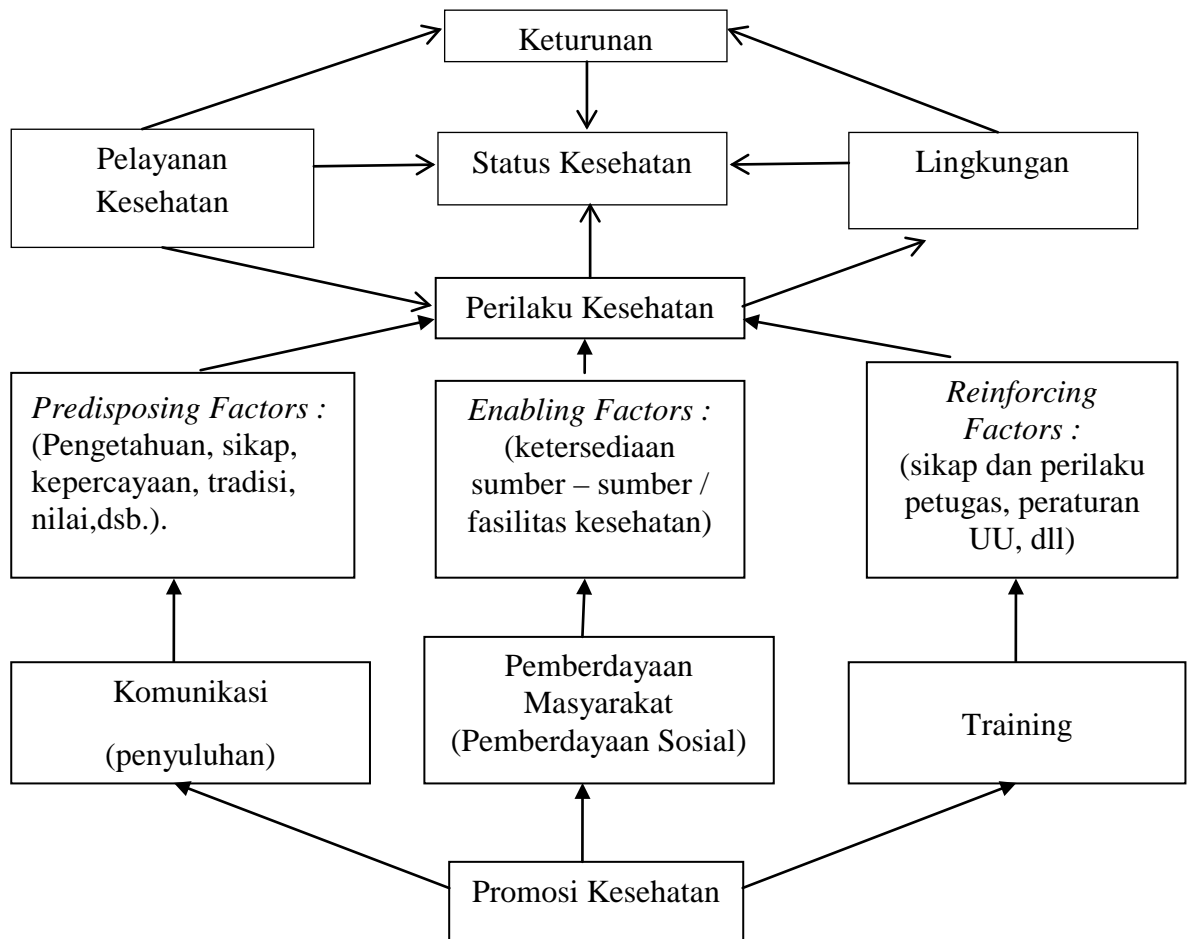 Keturunan
Pelayanan
Kesehatan
Status Kesehatan
Lingkungan
Perilaku Kesehatan
Predisposing Factors :
(Pengetahuan, sikap,
kepercayaan, tradisi,
nilai,dsb.).
Enabling Factors :
(ketersediaan
sumber – sumber /
fasilitas kesehatan)
Reinforcing
Factors :
(sikap dan perilaku
petugas, peraturan
UU, dll)
Komunikasi
(penyuluhan)
Pemberdayaan
Masyarakat
(Pemberdayaan Sosial)
Training
Promosi Kesehatan